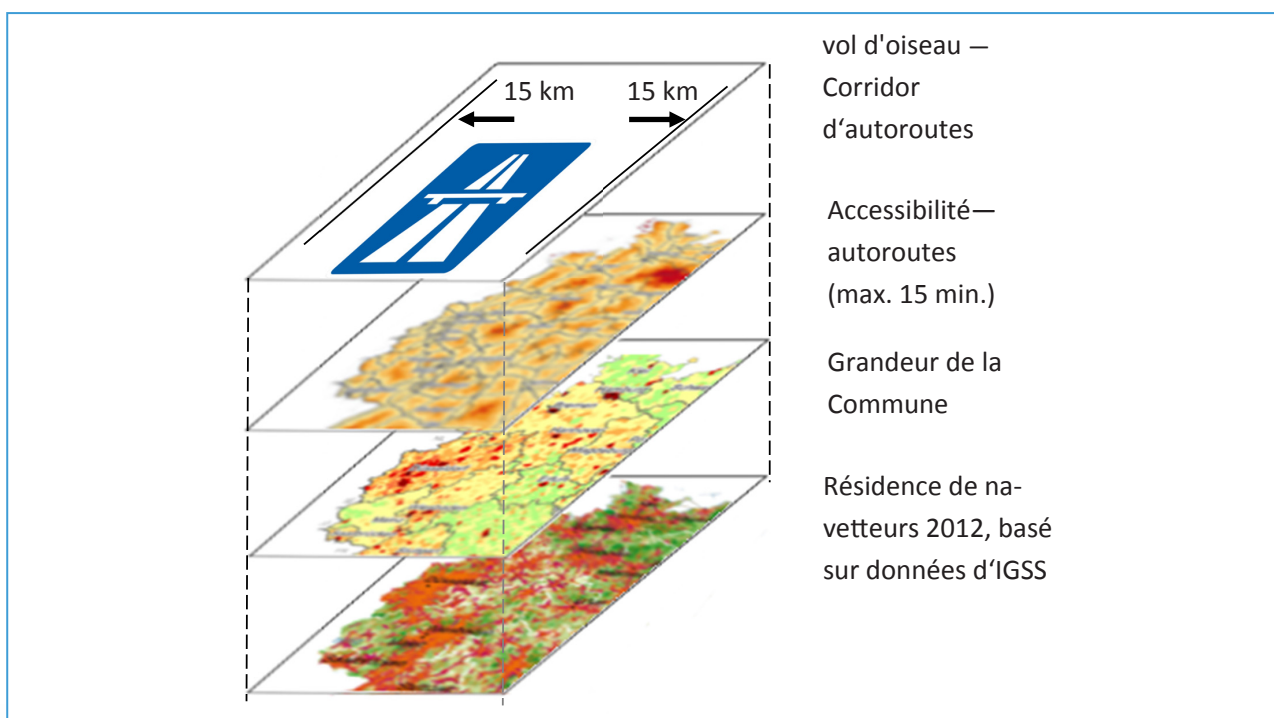 vol d'oiseau —
Corridor
d‘autoroutes
15 km
15 km
Accessibilité—
autoroutes
(max. 15 min.)
Grandeur de la
Commune
Résidence de na-
vetteurs 2012, basé
sur données d‘IGSS